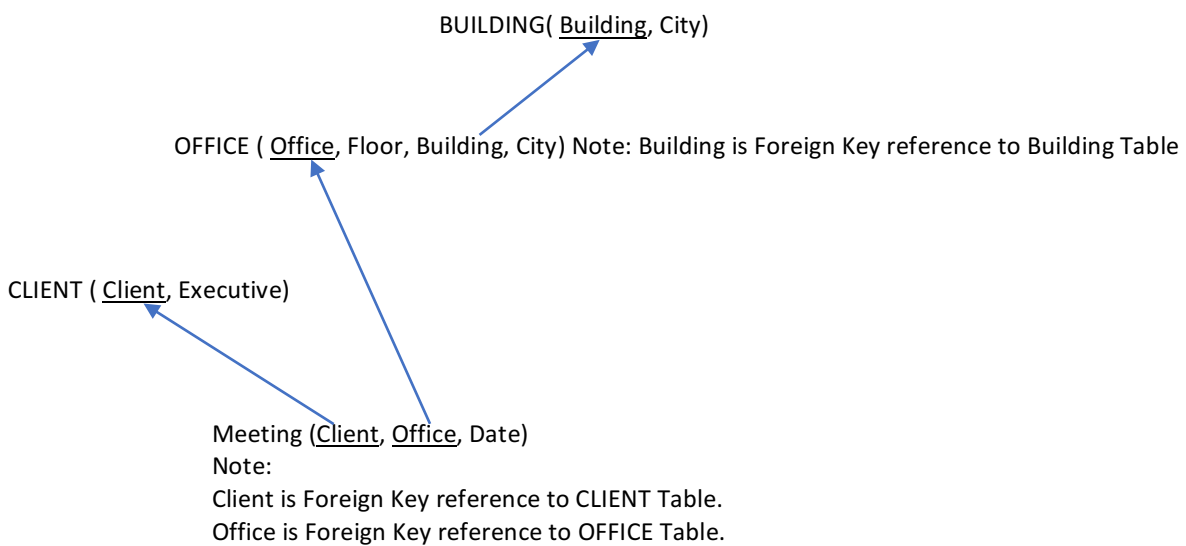 BUILDING( Building, City)
OFFICE ( Office, Floor, Building, City) Note: Building is Foreign Key reference to Building Table
CLIENT ( Client, Executive)
Meeting (Client, Office, Date)
Note:
Client is Foreign Key reference to CLIENT Table.
Office is Foreign Key reference to OFFICE Table.